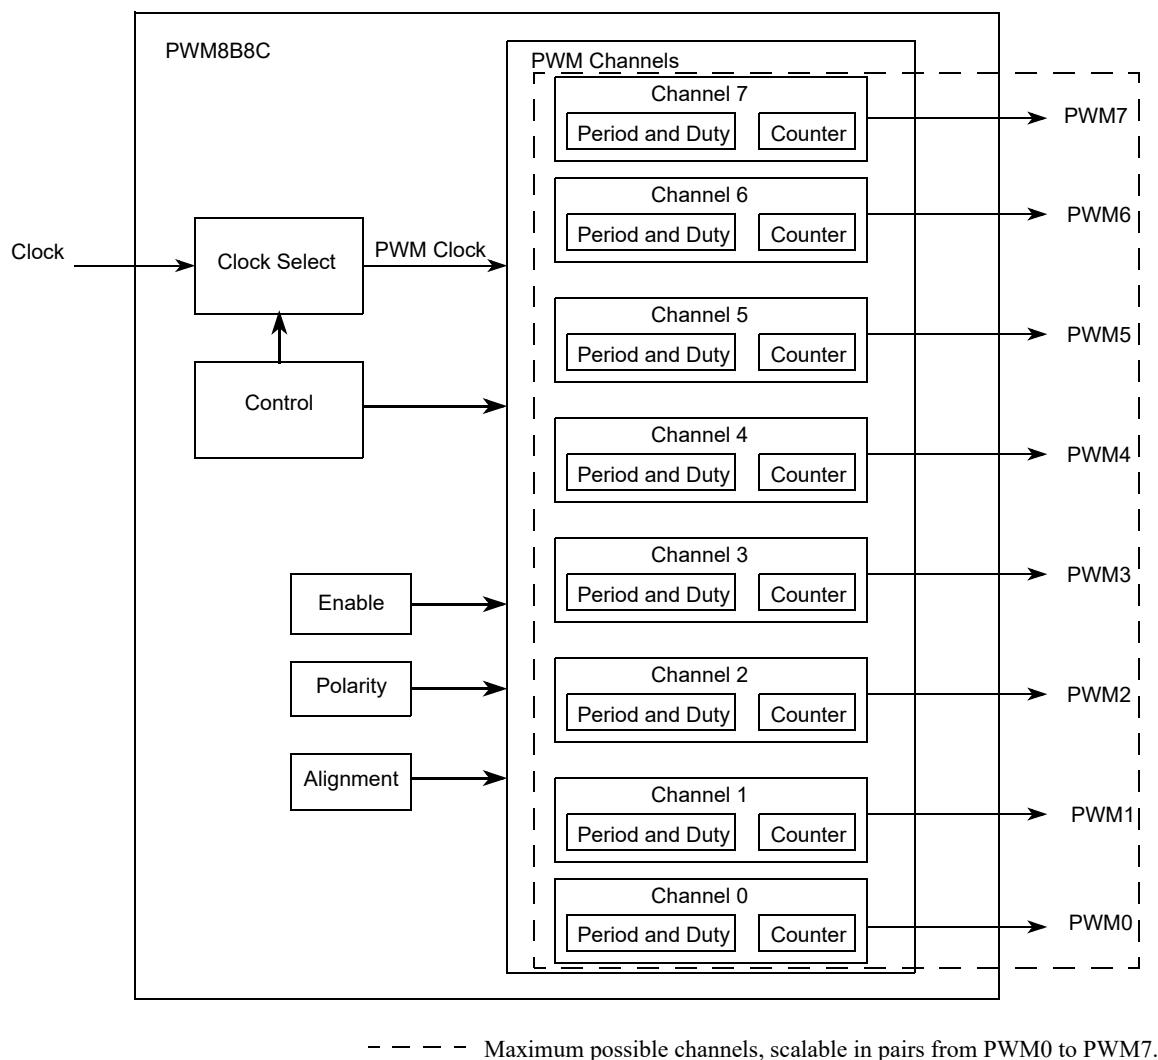 PWM8B8C
PWM Channels
Channel 7
Period and Duty
Counter
PWM7
Channel 6
Period and Duty
Counter
PWM6
Clock
Clock Select
PWM Clock
Channel 5
Period and Duty
Counter
PWM5
Control
Channel 4
Period and Duty
Counter
PWM4
Channel 3
Period and Duty
Counter
PWM3
Enable
Polarity
Channel 2
Period and Duty
Counter
PWM2
Alignment
Channel 1
Period and Duty
Counter
PWM1
Channel 0
Period and Duty
Counter
PWM0
Maximum possible channels, scalable in pairs from PWM0 to PWM7.